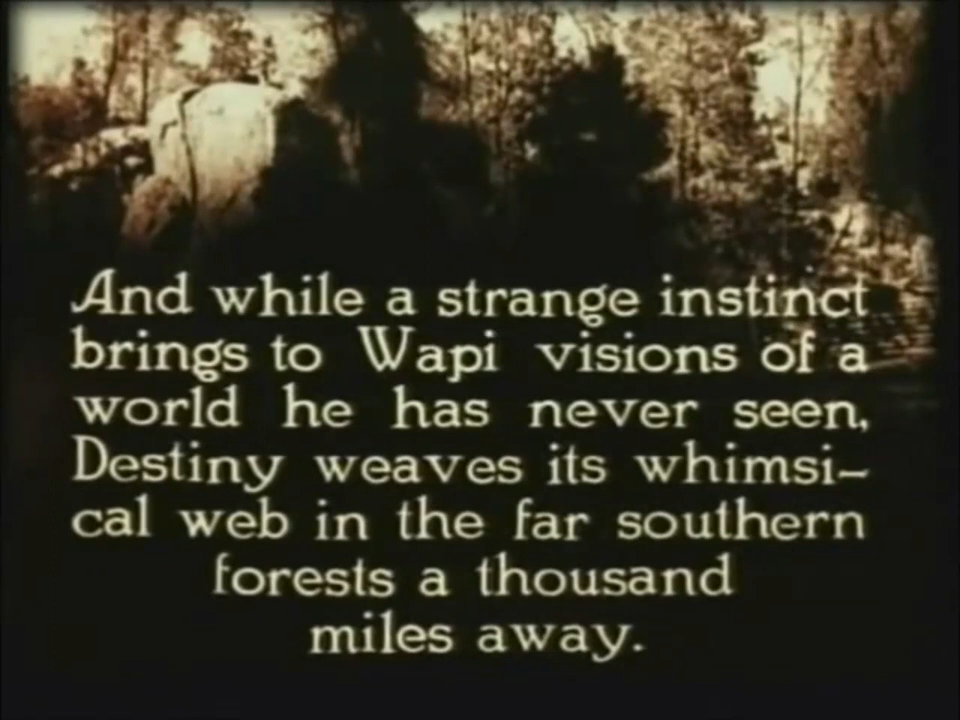 And while a strange instinct
brings to Wapi visions of a
world he has never seen,
Destiny weaves its whimsi-
cal web in the far southern
forests a thousand
miles away.